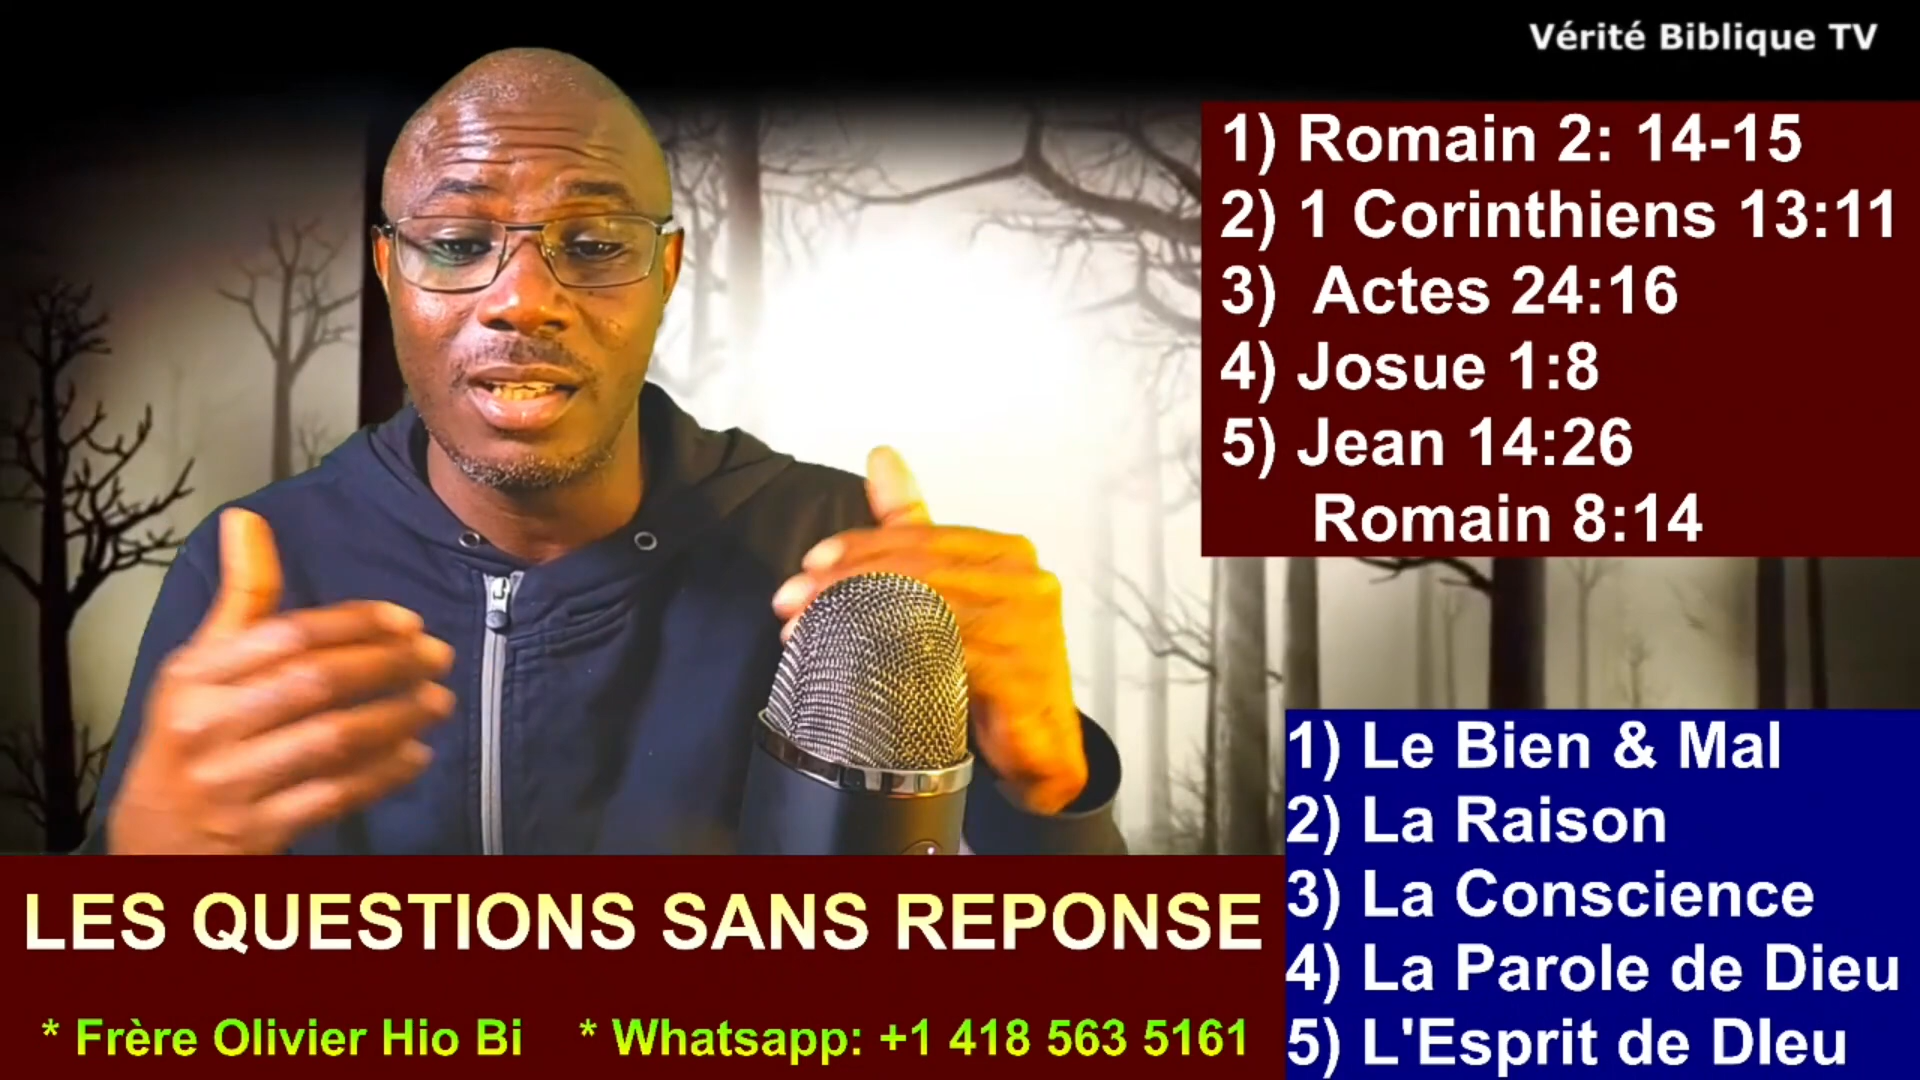 Vérité Biblique TV
1) Romain 2: 14-15
2) 1 Corinthiens 13:11
3) Actes 24:16
4) Josue 1:8
5) Jean 14:26
Romain 8:14
1) Le Bien & Mal
2) La Raison
3) La Conscience
4) La Parole de Dieu
5) L'Esprit de DIeu
LES QUESTIONS SANS REPONSE
* Frère Olivier Hio Bi * Whatsapp: +1 418 563 5161